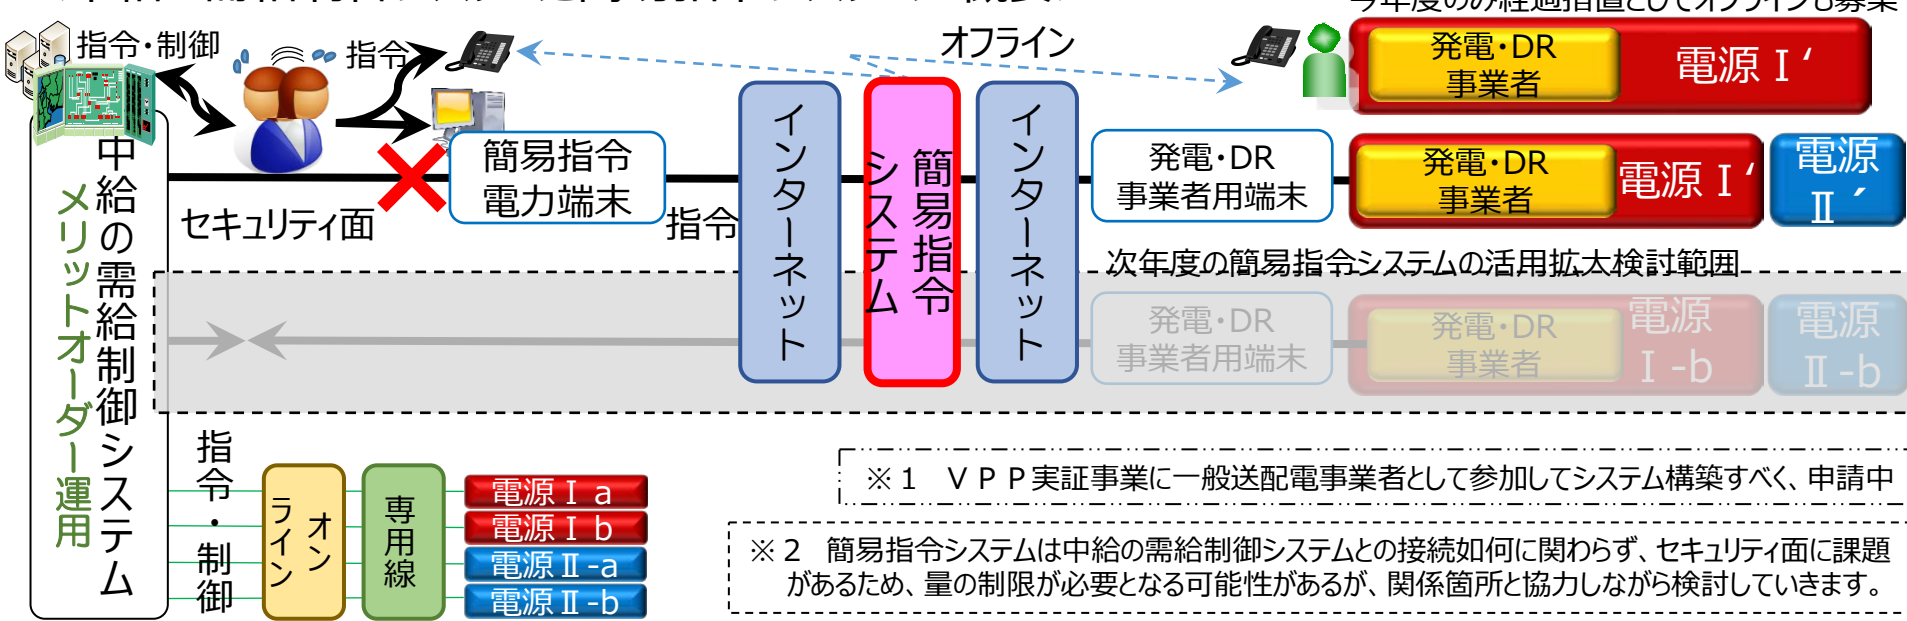 指令・制御
指令
オフライン
発電・DR
事業者
電源Ⅰ‘
中給の需給制御システム
メリットオーダー運用
簡易指令
電力端末
インターネット
簡易指令
システム
インターネット
発電・DR
事業者用端末
発電・DR
事業者
電源Ⅰ‘
電源
Ⅱ´
セキュリティ面
指令
次年度の簡易指令システムの活用拡大検討範囲
発電・DR
事業者用端末
発電・DR
事業者
電源
Ⅰ-b
電源
Ⅱ-b
指令・制御
オン
ライン
専用線
電源Ⅰa
電源Ⅰb
電源Ⅱ-a
電源Ⅱ-b
※1 VPP実証事業に一般送配電事業者として参加してシステム構築すべく、申請中
※2 簡易指令システムは中給の需給制御システムとの接続如何に関わらず、セキュリティ面に課題
があるため、量の制限が必要となる可能性があるが、関係箇所と協力しながら検討していきます。